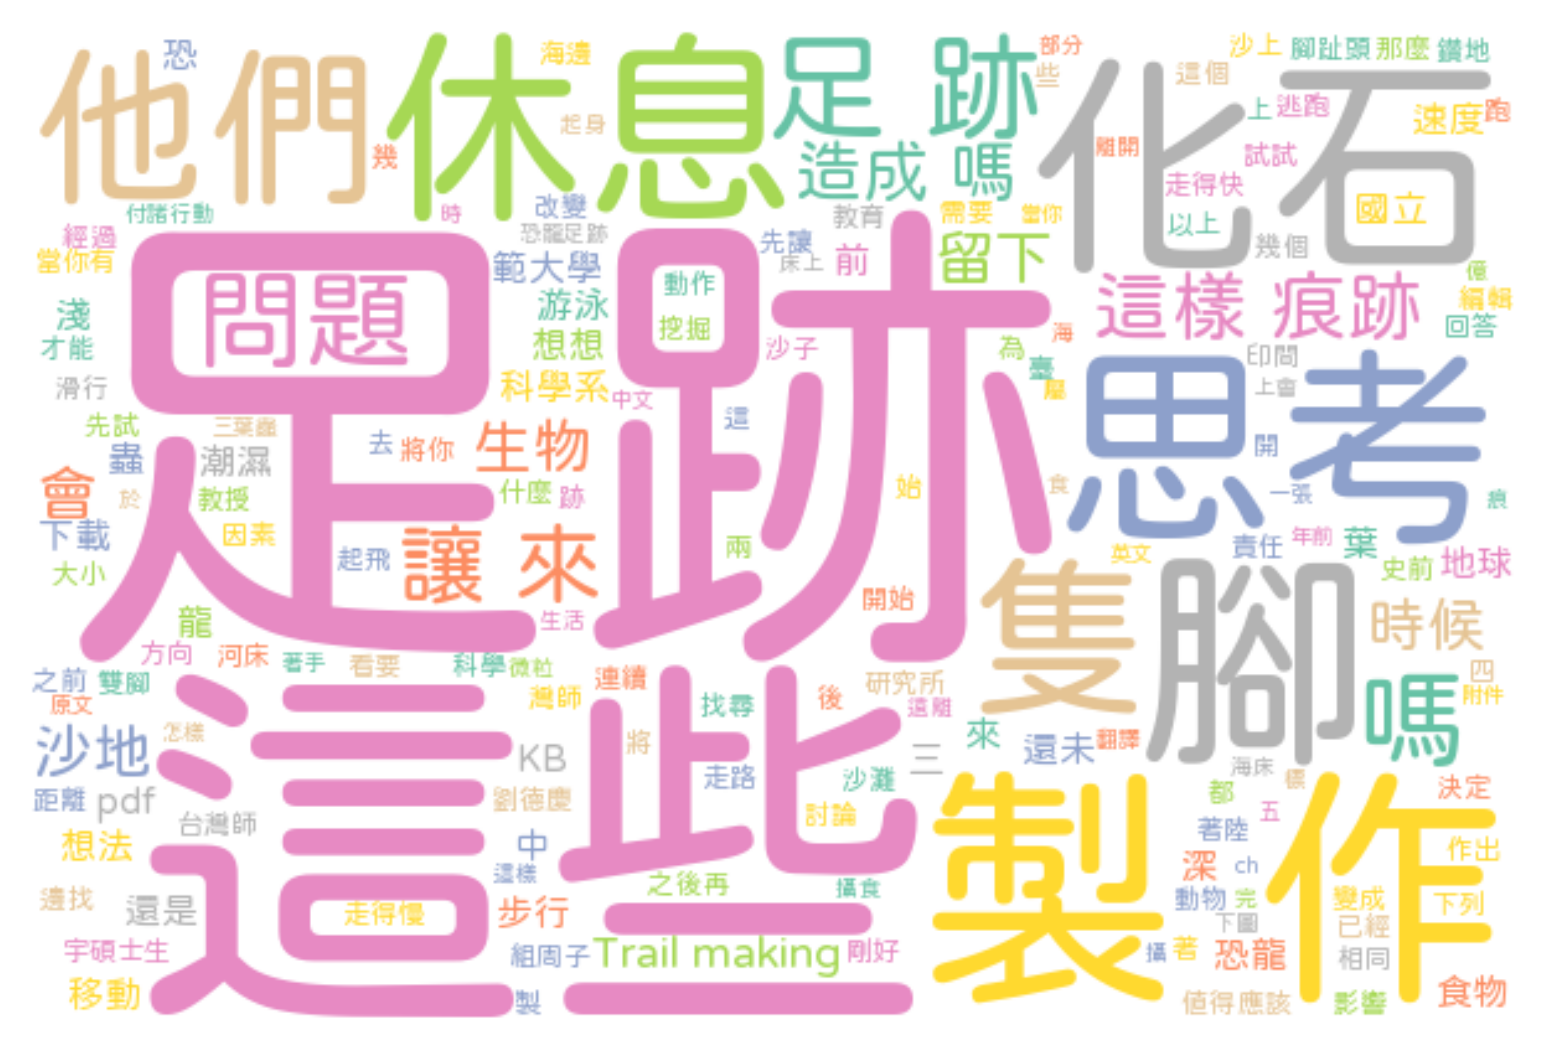 他們 休息 足 跡 化石
恐 海邊 部分 些 這個 沙上 腳趾頭 那麼 鑽地
幾 起身 造成 嗎 離開 上 逃跑 速度 跑
試試 走得快 國立
付諸行動 時 改變 教育 需要 當你 以上 幾個
經過 恐龍足跡 先讓 床上 前 留下
當你有 範大學 動作 這樣 痕跡 編輯
足跡 問題
淺 游泳 挖掘 海 回答
才能 想想 沙子 為 臺 印間
滑行 科學系 中文 屬 上會 思考
先試 三葉蟲 這
蟲 潮濕 去 將你 生物 開
會 於 教授 什麼 跡 始 食 一張 痕
下載 因素 兩 英文 責任 年前 葉
大小 起飛 讓 來 史前 地球
龍 生活 開始 隻 腳 時候
方向 河床 著手 看要 科學 微粒
之前 雙腳 灣師 連續 研究所 四
原文 找尋 後 遠離 附件
沙地 怎樣 將 來 還未 翻譯 嗎
這些 KB 走路 沙灘 三 海床
距離 pdf 劉德慶 討論 都 決定
想法 台灣師 中 製作 著陸 五 作出
這樣 之後再 攝食 深 ch
邊找 還是 走得慢 步行 動物 完 變成 下列
宇碩士生 組周子 Trail making 剛好 攝 著 下圖 已經
恐龍 相同
移動 製 值得應該 影響 食物